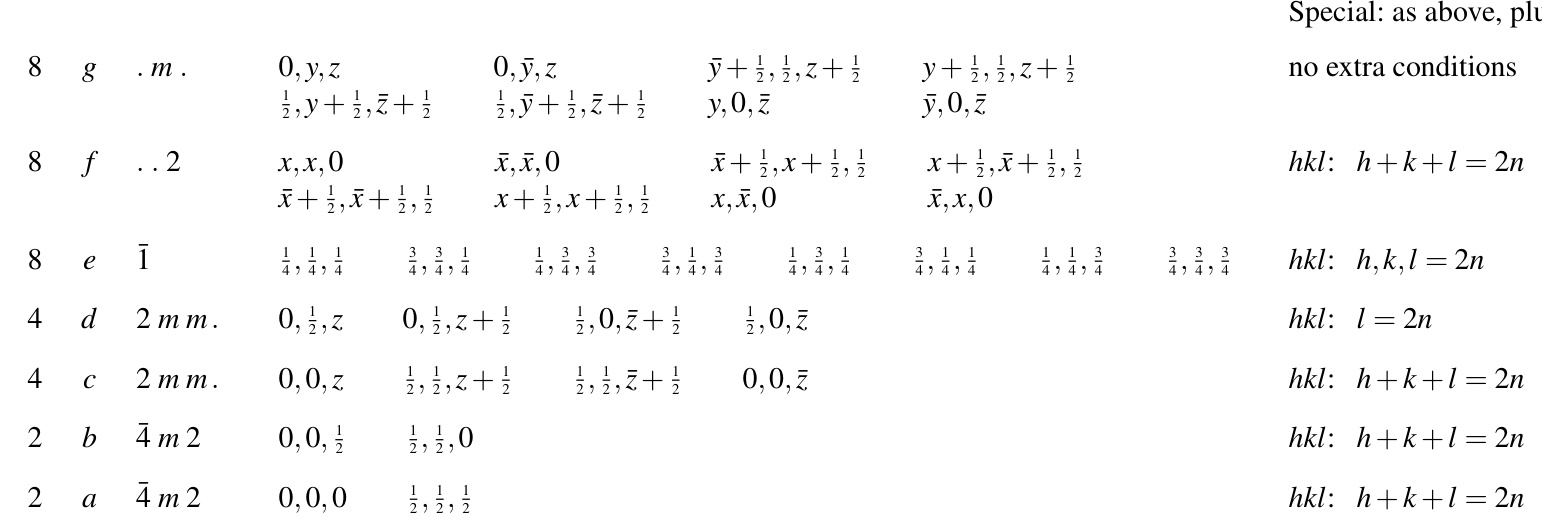 Special: as above, plu
8 g . m . 0, y, z 0, ȳ, z ȳ + 1/2, 1/2, z + 1/2 y + 1/2, 1/2, z + 1/2 no extra conditions
1/2, y + 1/2, z̄ + 1/2 1/2, ȳ + 1/2, z̄ + 1/2 y, 0, z̄ ȳ, 0, z̄
8 f . . 2 x, x, 0 x̄, x̄, 0 x̄ + 1/2, x + 1/2, 1/2 x + 1/2, x̄ + 1/2, 1/2 hkl: h + k + l = 2n
x̄ + 1/2, x̄ + 1/2, 1/2 x + 1/2, x + 1/2, 1/2 x, x̄, 0 x̄, x, 0
8 e 1̄ 1/4, 1/4, 1/4 3/4, 3/4, 1/4 1/4, 3/4, 3/4 3/4, 1/4, 3/4 1/4, 3/4, 1/4 3/4, 1/4, 1/4 1/4, 1/4, 3/4 3/4, 3/4, 3/4 hkl: h, k, l = 2n
4 d 2 m m . 0, 1/2, z 0, 1/2, z + 1/2 1/2, 0, z̄ + 1/2 1/2, 0, z̄ hkl: l = 2n
4 c 2 m m . 0, 0, z 1/2, 1/2, z + 1/2 1/2, 1/2, z̄ + 1/2 0, 0, z̄ hkl: h + k + l = 2n
2 b 4̄ m 2 0, 0, 1/2 1/2, 1/2, 0 hkl: h + k + l = 2n
2 a 4̄ m 2 0, 0, 0 1/2, 1/2, 1/2 hkl: h + k + l = 2n